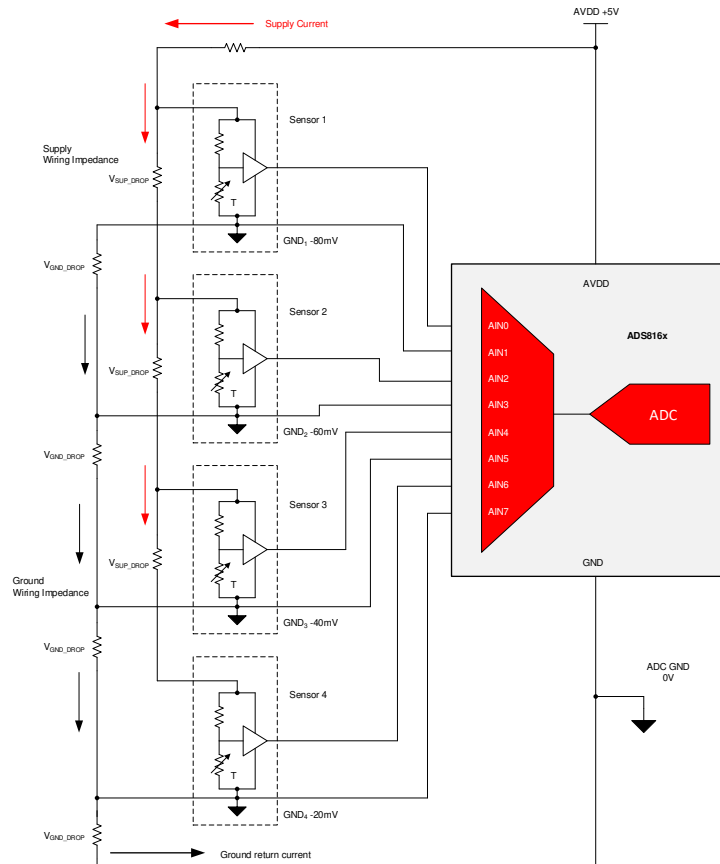 AVDD +5V
Supply Current
Sensor 1
Supply
Wiring Impedance
VSUP_DROP
T
GND1 -80mV
VGND_DROP
AVDD
Sensor 2
ADS816x
AIN0
AIN1
VSUP_DROP
T
AIN2
AIN3
ADC
GND2 -60mV
AIN4
VGND_DROP
AIN5
AIN6
Sensor 3
AIN7
VSUP_DROP
GND
T
Ground
Wiring Impedance
GND3 -40mV
VGND_DROP
ADC GND
0V
Sensor 4
T
GND4 -20mV
VGND_DROP
Ground return current